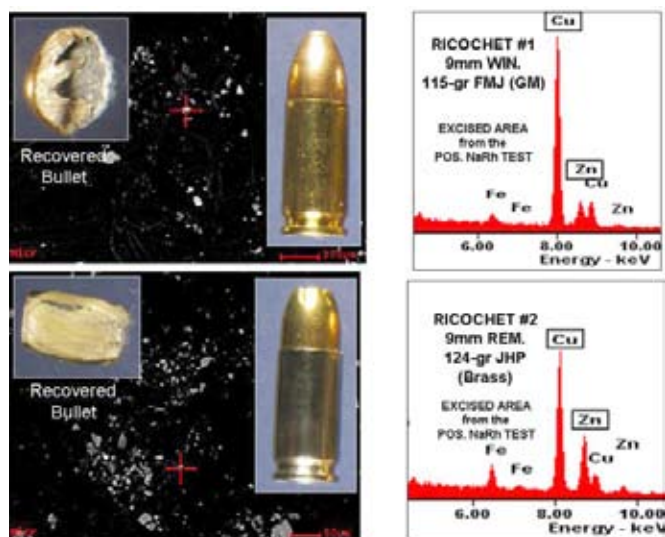 Recovered
Bullet
RICOCHET #1
9mm WIN.
115-gr FMJ (GM)
EXCISED AREA
from the
POS. NaRh TEST
Cu
Zn
Cu
Fe
Fe
Zn
6.00 8.00 10.00
Energy - keV
Recovered
Bullet
RICOCHET #2
9mm REM.
124-gr JHP
(Brass)
EXCISED AREA
from the
POS. NaRh TEST
Cu
Zn
Zn
Fe
Cu
Fe
6.00 8.00 10.00
Energy - keV